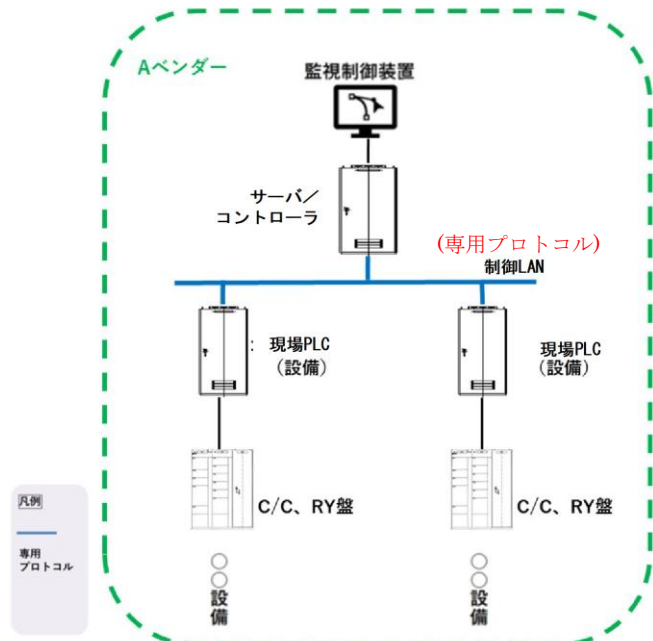 Aベンダー
監視制御装置
サーバ／
コントローラ
(専用プロトコル)
制御LAN
: 現場PLC
（設備）
現場PLC
（設備）
C/C、RY盤
C/C、RY盤
凡例
専用
プロトコル
○○設備
○○設備